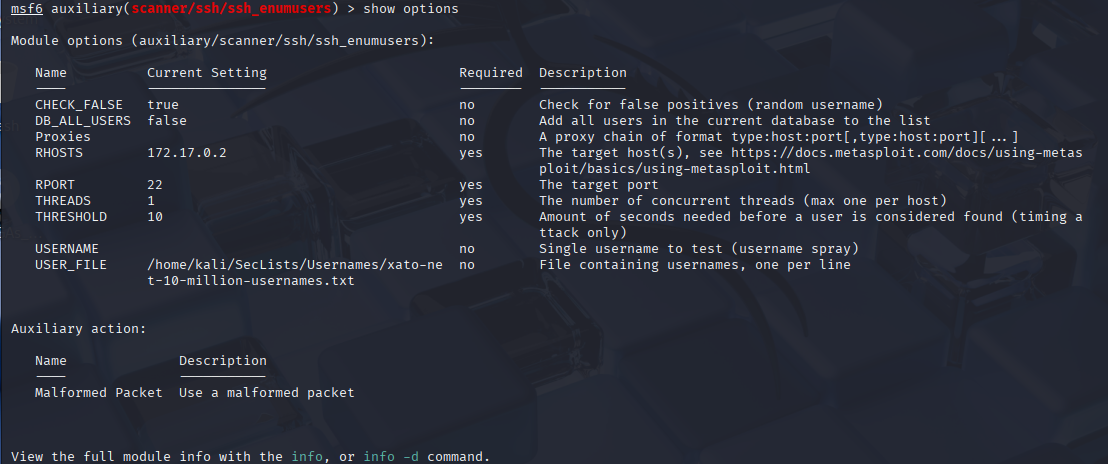 msf6 auxiliary(scanner/ssh/ssh_enumusers) > show options
Module options (auxiliary/scanner/ssh/ssh_enumusers):
Name Current Setting Required Description
CHECK_FALSE true no Check for false positives (random username)
DB_ALL_USERS false no Add all users in the current database to the list
Proxies no A proxy chain of format type:host:port[,type:host:port][...]
RHOSTS 172.17.0.2 yes The target host(s), see https://docs.metasploit.com/docs/using-metas
ploit/basics/using-metasploit.html
RPORT 22 yes The target port
THREADS 1 yes The number of concurrent threads (max one per host)
THRESHOLD 10 yes Amount of seconds needed before a user is considered found (timing a
ttack only)
USERNAME no Single username to test (username spray)
USER_FILE /home/kali/SecLists/Usernames/xato-ne no File containing usernames, one per line
t-10-million-usernames.txt
Auxiliary action:
Name Description
Malformed Packet Use a malformed packet
View the full module info with the info, or info -d command.